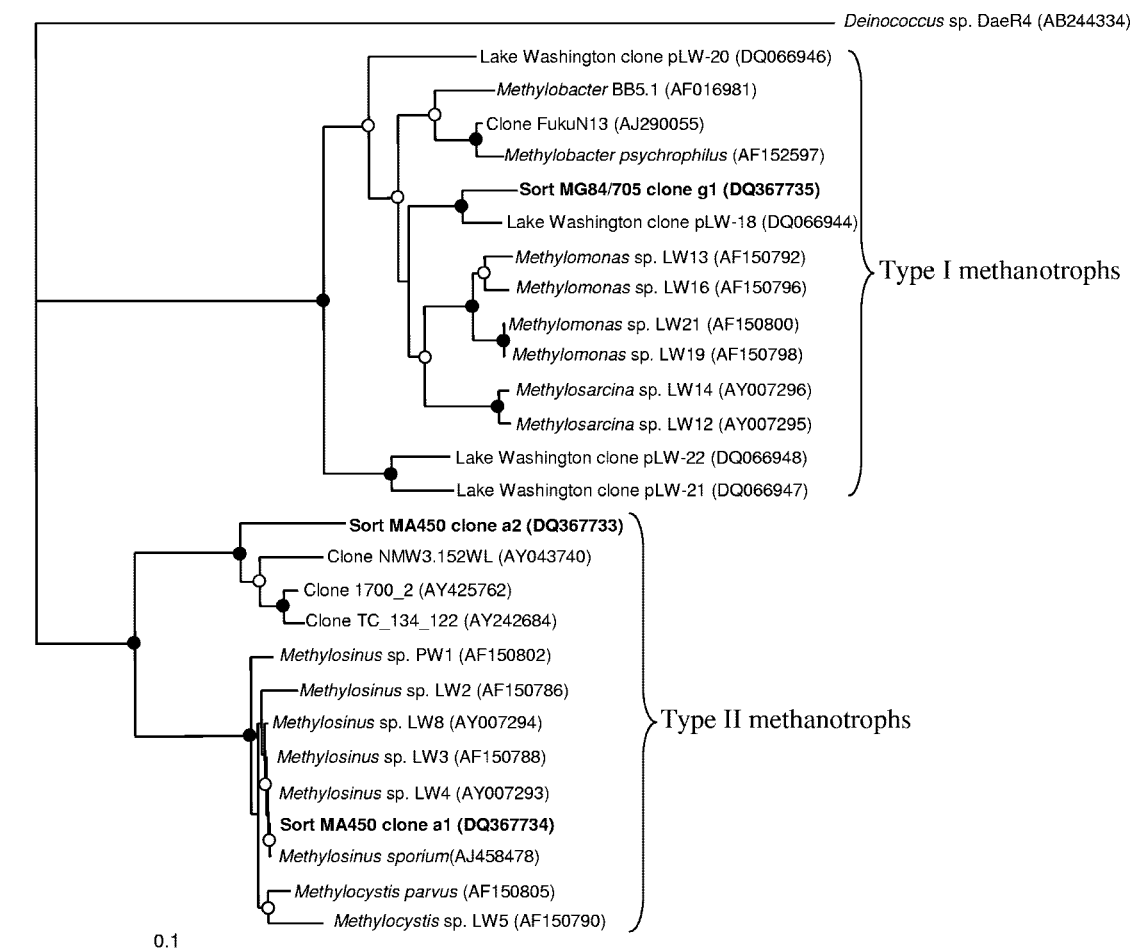 Deinococcus sp. DaeR4 (AB244334)
Lake Washington clone pLW-20 (DQ066946)
Methylobacter BB5.1 (AF016981)
Clone FukuN13 (AJ290055)
Methylobacter psychrophilus (AF152597)
Sort MG84/705 clone g1 (DQ367735)
Lake Washington clone pLW-18 (DQ066944)
Methylomonas sp. LW13 (AF150792)
Type I methanotrophs
Methylomonas sp. LW16 (AF150796)
Methylomonas sp. LW21 (AF150800)
Methylomonas sp. LW19 (AF150798)
Methylosarcina sp. LW14 (AY007296)
Methylosarcina sp. LW12 (AY007295)
Lake Washington clone pLW-22 (DQ066948)
Lake Washington clone pLW-21 (DQ066947)
Sort MA450 clone a2 (DQ367733)
Clone NMW3.152WL (AY043740)
Clone 1700_2 (AY425762)
Clone TC_134_122 (AY242684)
Methylosinus sp. PW1 (AF150802)
Methylosinus sp. LW2 (AF150786)
Methylosinus sp. LW8 (AY007294)
Type II methanotrophs
Methylosinus sp. LW3 (AF150788)
Methylosinus sp. LW4 (AY007293)
Sort MA450 clone a1 (DQ367734)
Methylosinus sporium(AJ458478)
Methylocystis parvus (AF150805)
Methylocystis sp. LW5 (AF150790)
0.1